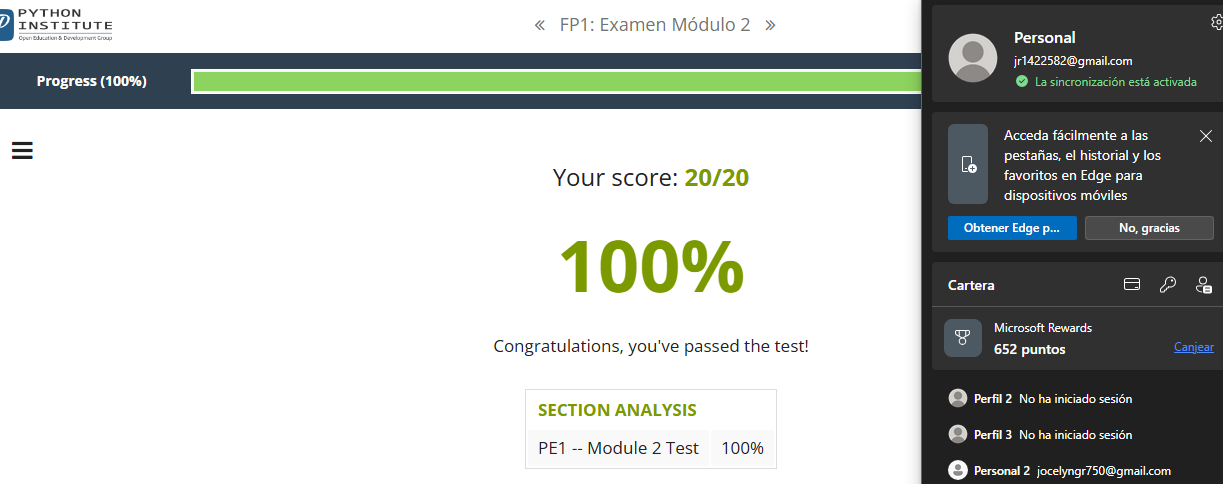 PYTHON
INSTITUTE
Open Education & Development Group
« FP1: Examen Módulo 2 »
Progress (100%)
Your score: 20/20
100%
Congratulations, you've passed the test!
SECTION ANALYSIS
PE1 -- Module 2 Test 100%
Personal
jr1422582@gmail.com
La sincronización está activada
Acceda fácilmente a las
pestañas, el historial y los
favoritos en Edge para
dispositivos móviles
Obtener Edge p...
No, gracias
Cartera
Microsoft Rewards
652 puntos
Canjear
Perfil 2 No ha iniciado sesión
Perfil 3 No ha iniciado sesión
Personal 2 jocelyngr750@gmail.com